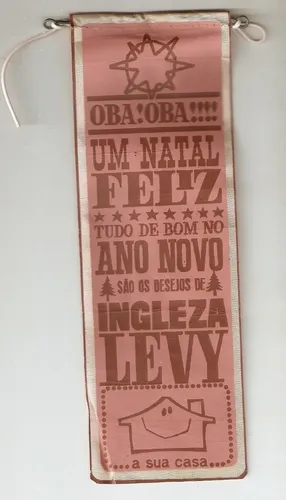 OBA!OBA!!!!
UM NATAL
FELIZ
TUDO DE BOM NO
ANO NOVO
SÃO OS DESEJOS DE
INGLEZA
LEVY
...a sua casa...